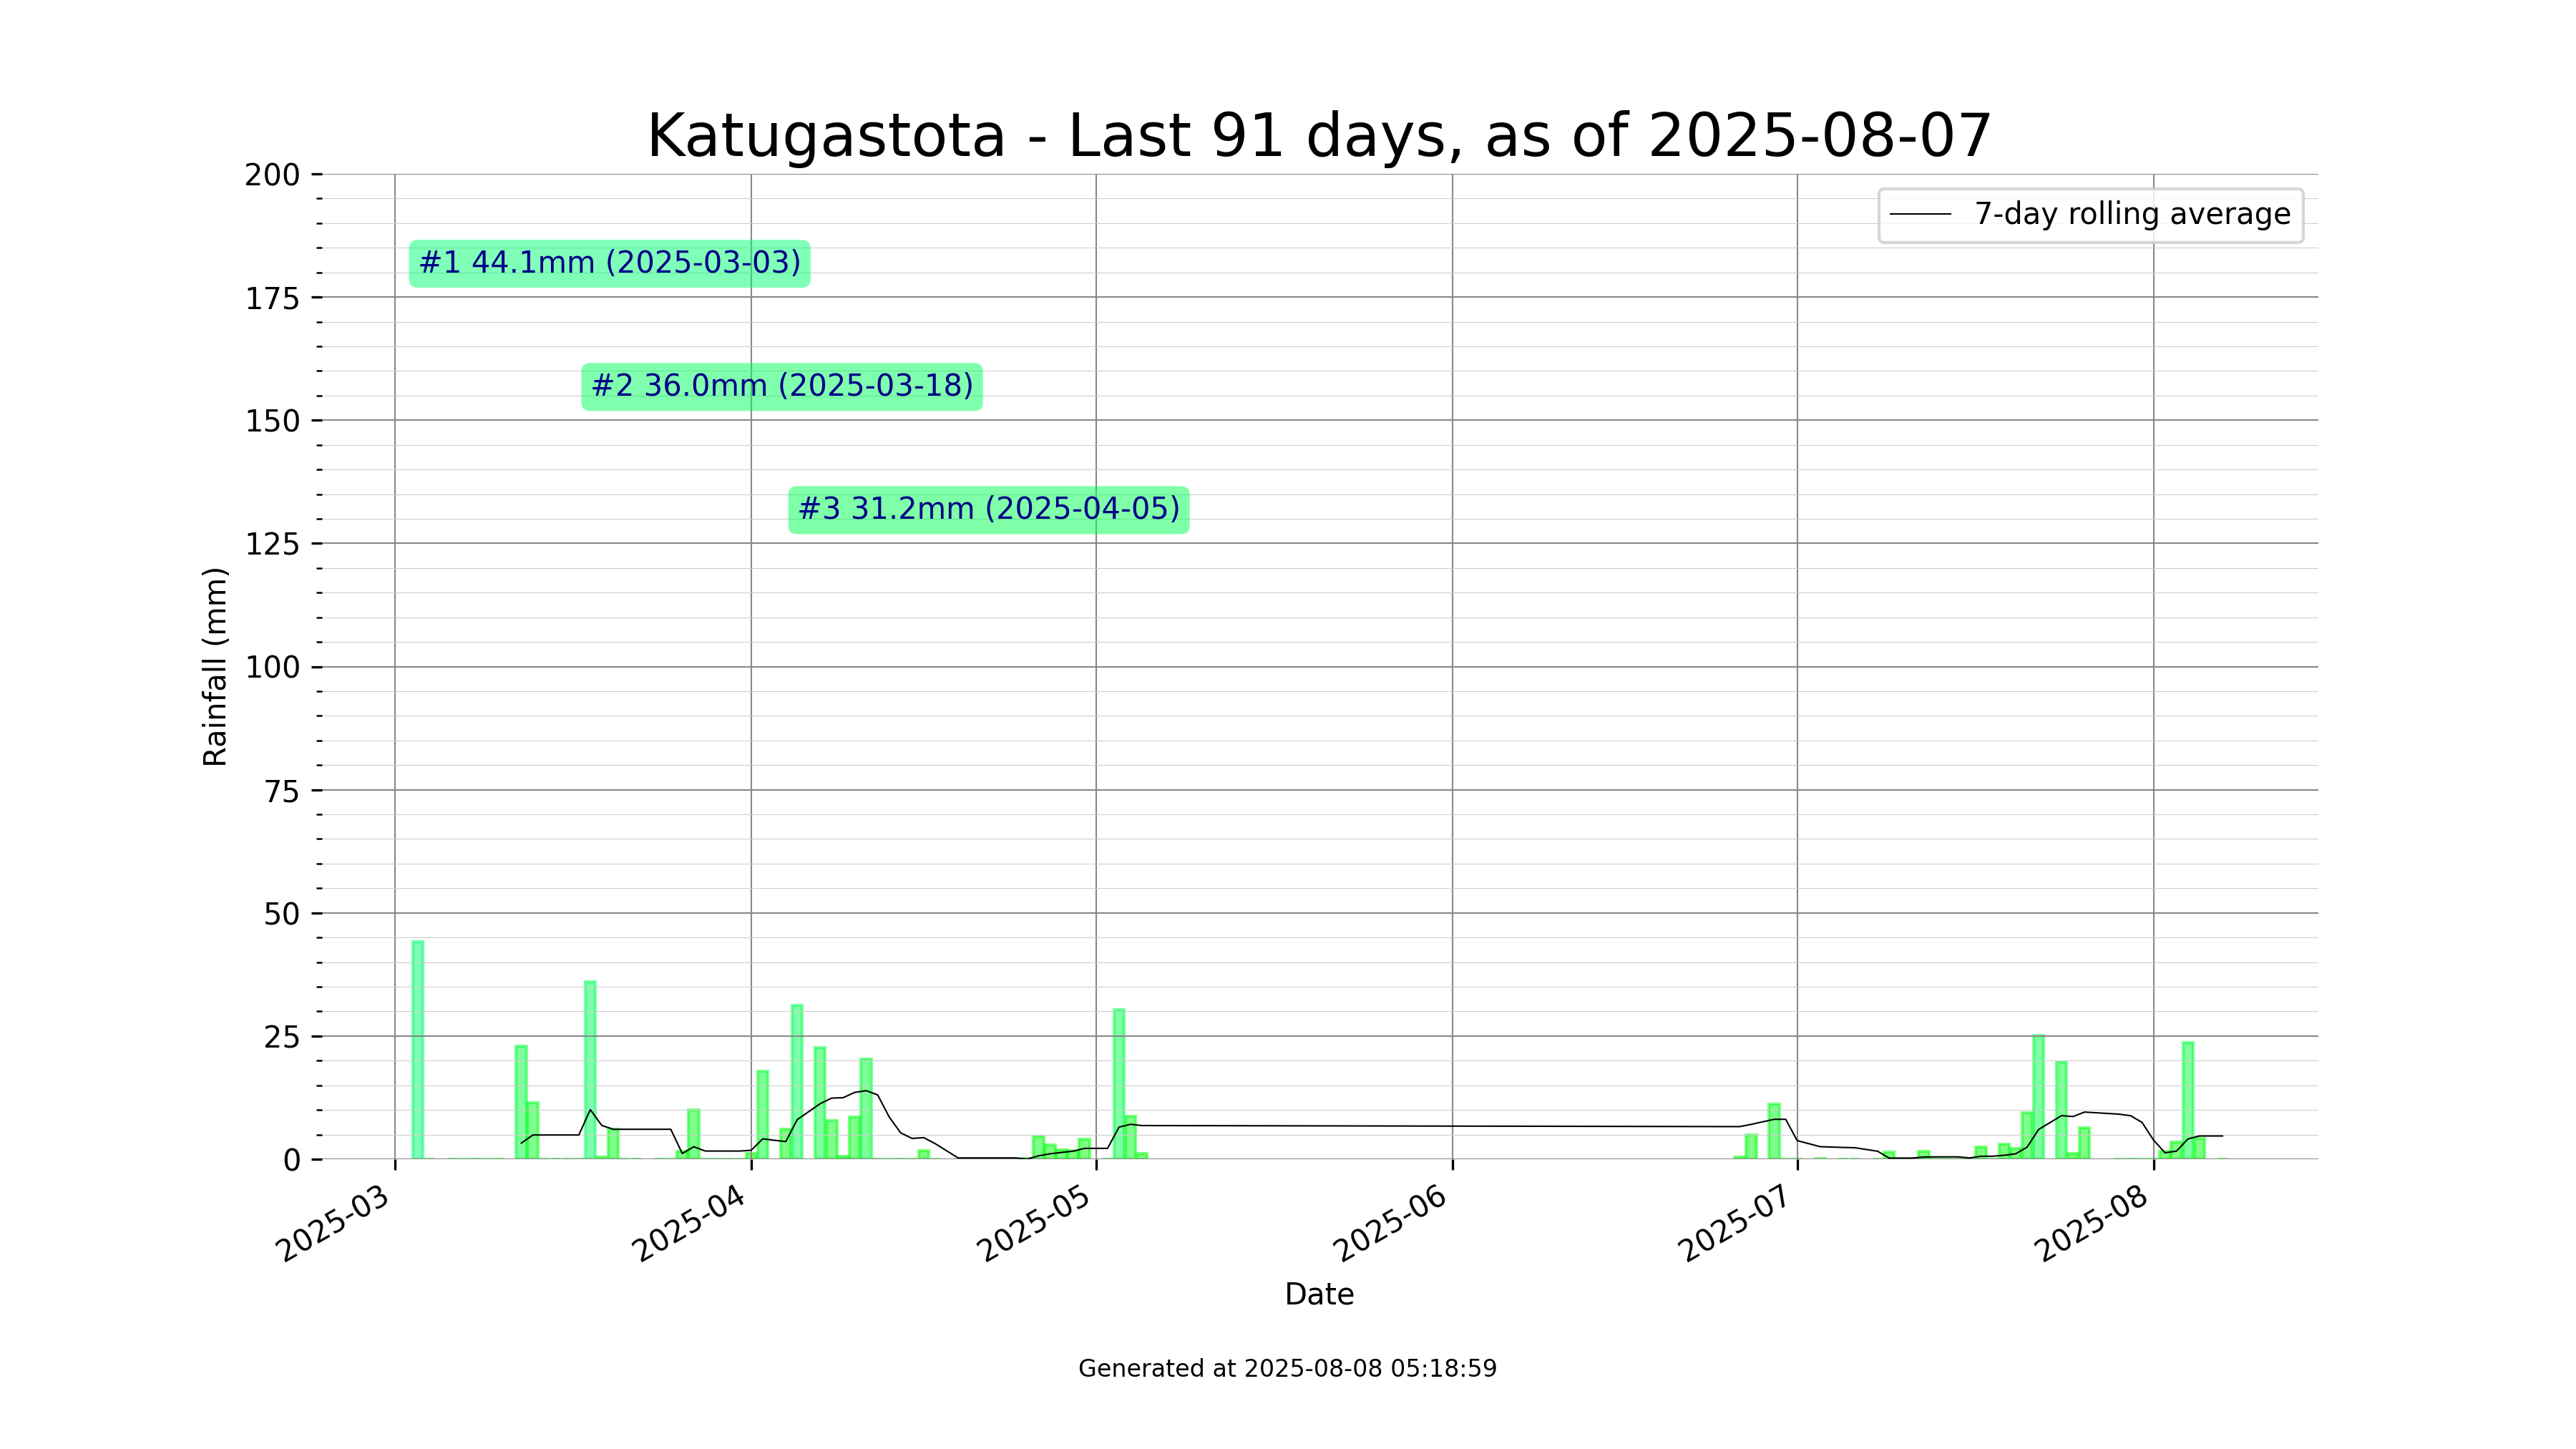 Katugastota - Last 91 days, as of 2025-08-07
200
175
150
125
100
75
50
25
0
Rainfall (mm)
7-day rolling average
#1 44.1mm (2025-03-03)
#2 36.0mm (2025-03-18)
#3 31.2mm (2025-04-05)
2025-03
2025-04
2025-05
2025-06
2025-07
2025-08
Date
Generated at 2025-08-08 05:18:59